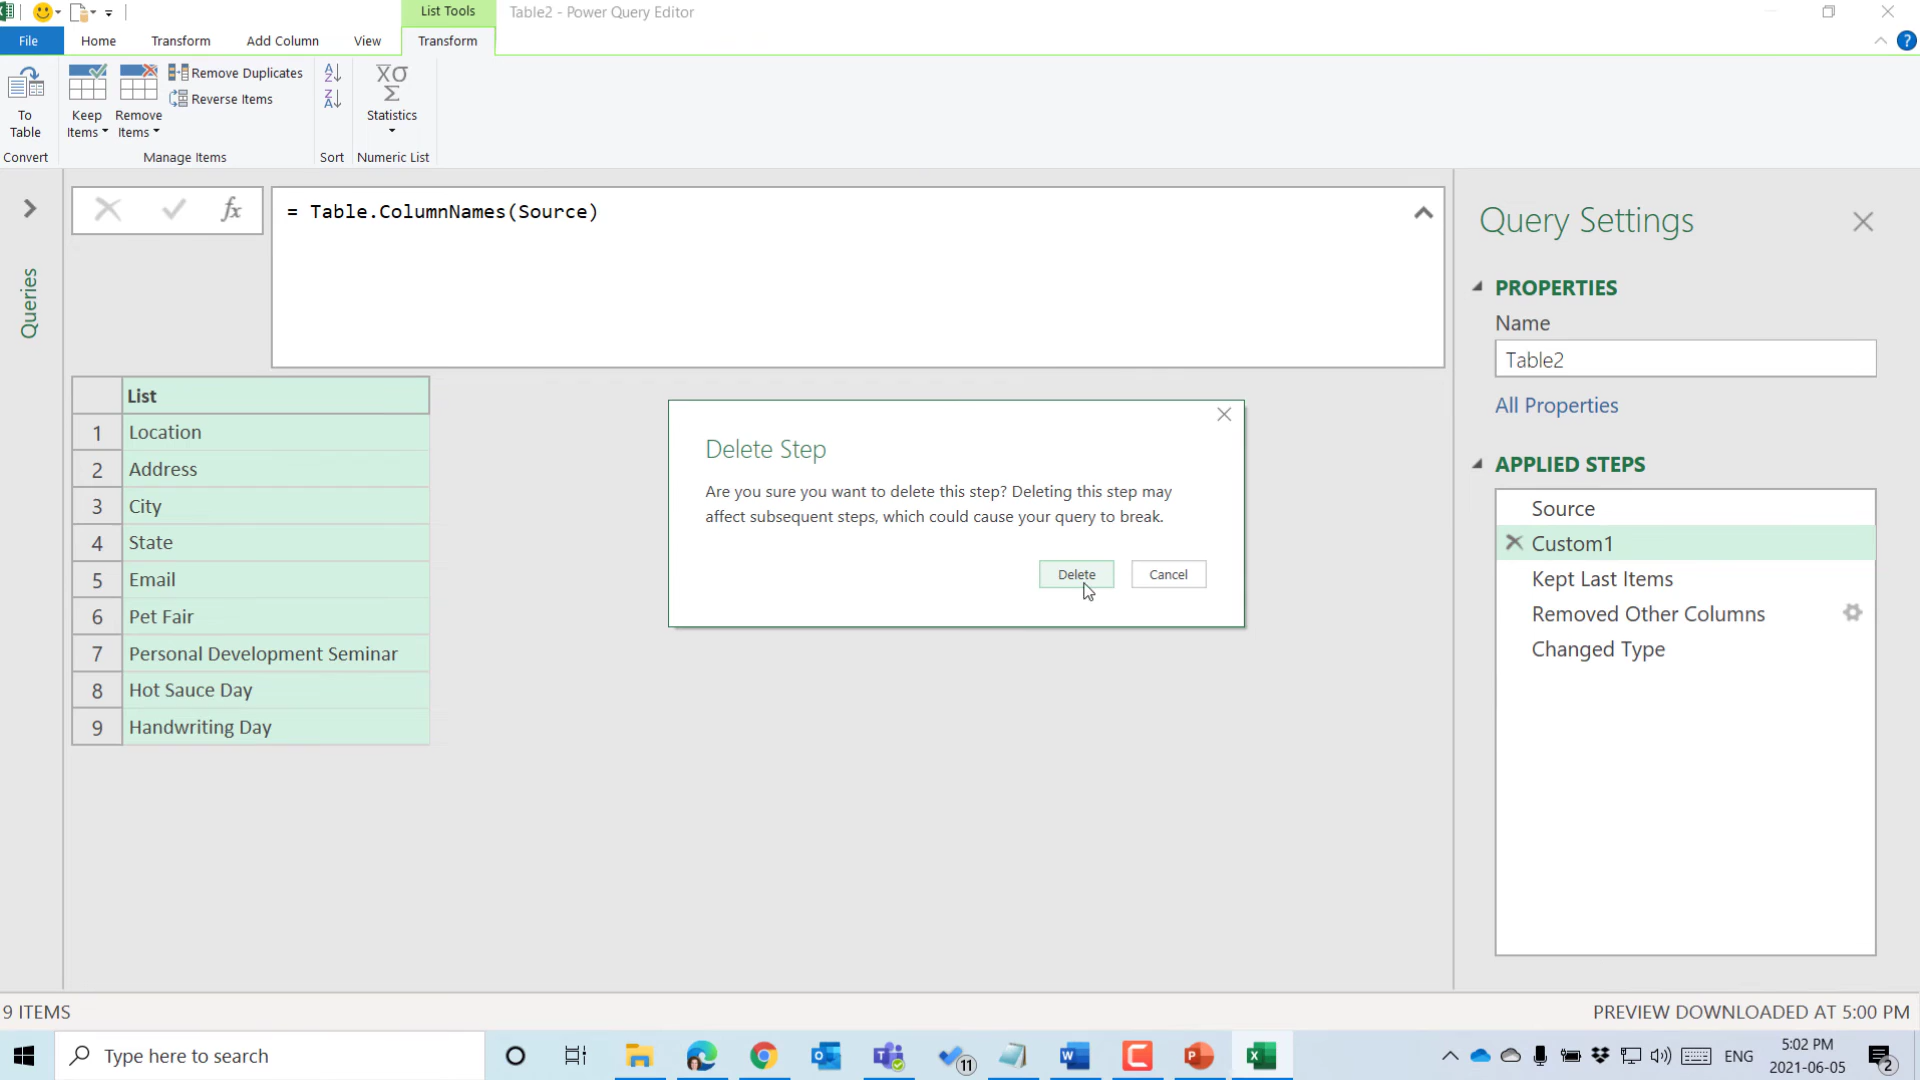 List Tools
Table2 - Power Query Editor
File
Home
Transform
Add Column
View
Transform
?
To
Table
Keep
Items
Remove
Items
Remove Duplicates
Reverse Items
A
Z
Z
A
X̅σ
Σ
Statistics
Convert
Manage Items
Sort
Numeric List
Queries
fx
= Table.ColumnNames(Source)
List
1 Location
2 Address
3 City
4 State
5 Email
6 Pet Fair
7 Personal Development Seminar
8 Hot Sauce Day
9 Handwriting Day
Delete Step
Are you sure you want to delete this step? Deleting this step may
affect subsequent steps, which could cause your query to break.
Delete
Cancel
Query Settings
PROPERTIES
Name
Table2
All Properties
APPLIED STEPS
Source
Custom1
Kept Last Items
Removed Other Columns
Changed Type
9 ITEMS
PREVIEW DOWNLOADED AT 5:00 PM
Type here to search
11
ENG
5:02 PM
2021-06-05
2